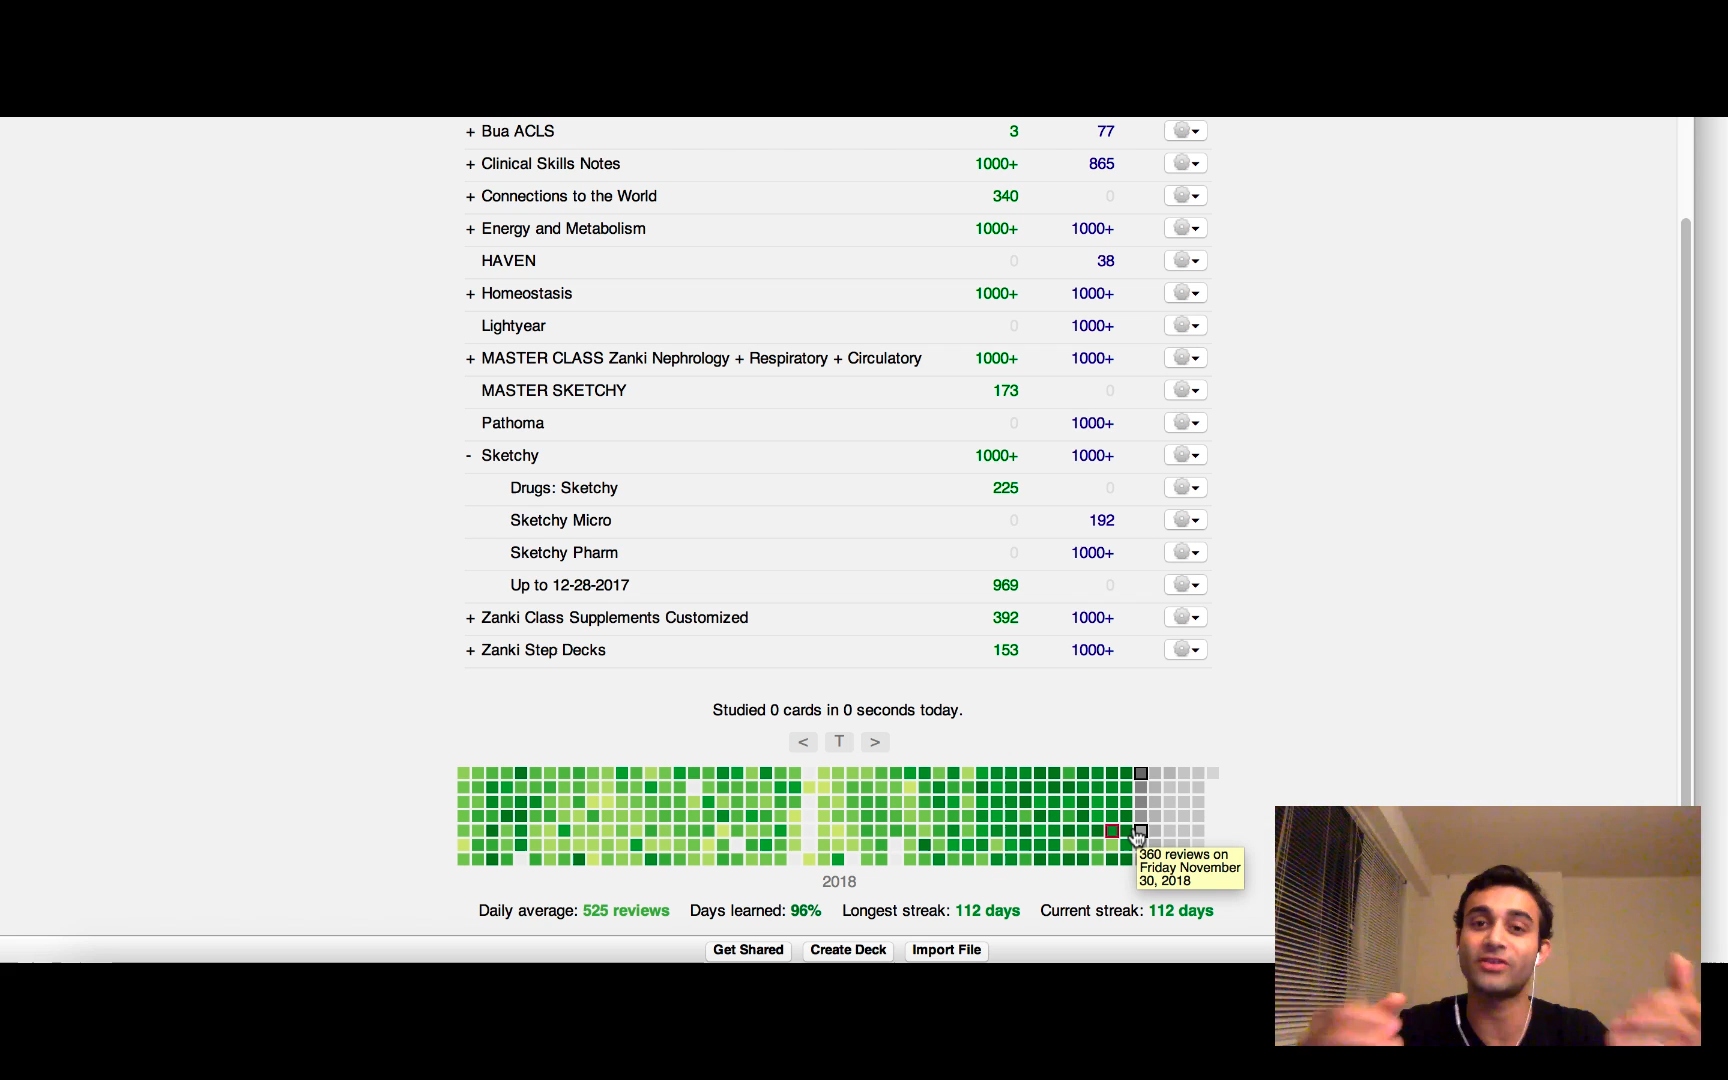 + Bua ACLS 3 77
+ Clinical Skills Notes 1000+ 865
+ Connections to the World 340 0
+ Energy and Metabolism 1000+ 1000+
HAVEN 0 38
+ Homeostasis 1000+ 1000+
Lightyear 0 1000+
+ MASTER CLASS Zanki Nephrology + Respiratory + Circulatory 1000+ 1000+
MASTER SKETCHY 173 0
Pathoma 0 1000+
- Sketchy 1000+ 1000+
Drugs: Sketchy 225 0
Sketchy Micro 0 192
Sketchy Pharm 0 1000+
Up to 12-28-2017 969 0
+ Zanki Class Supplements Customized 392 1000+
+ Zanki Step Decks 153 1000+
Studied 0 cards in 0 seconds today.
< T >
360 reviews on
Friday November
30, 2018
2018
Daily average: 525 reviews Days learned: 96% Longest streak: 112 days Current streak: 112 days
Get Shared Create Deck Import File